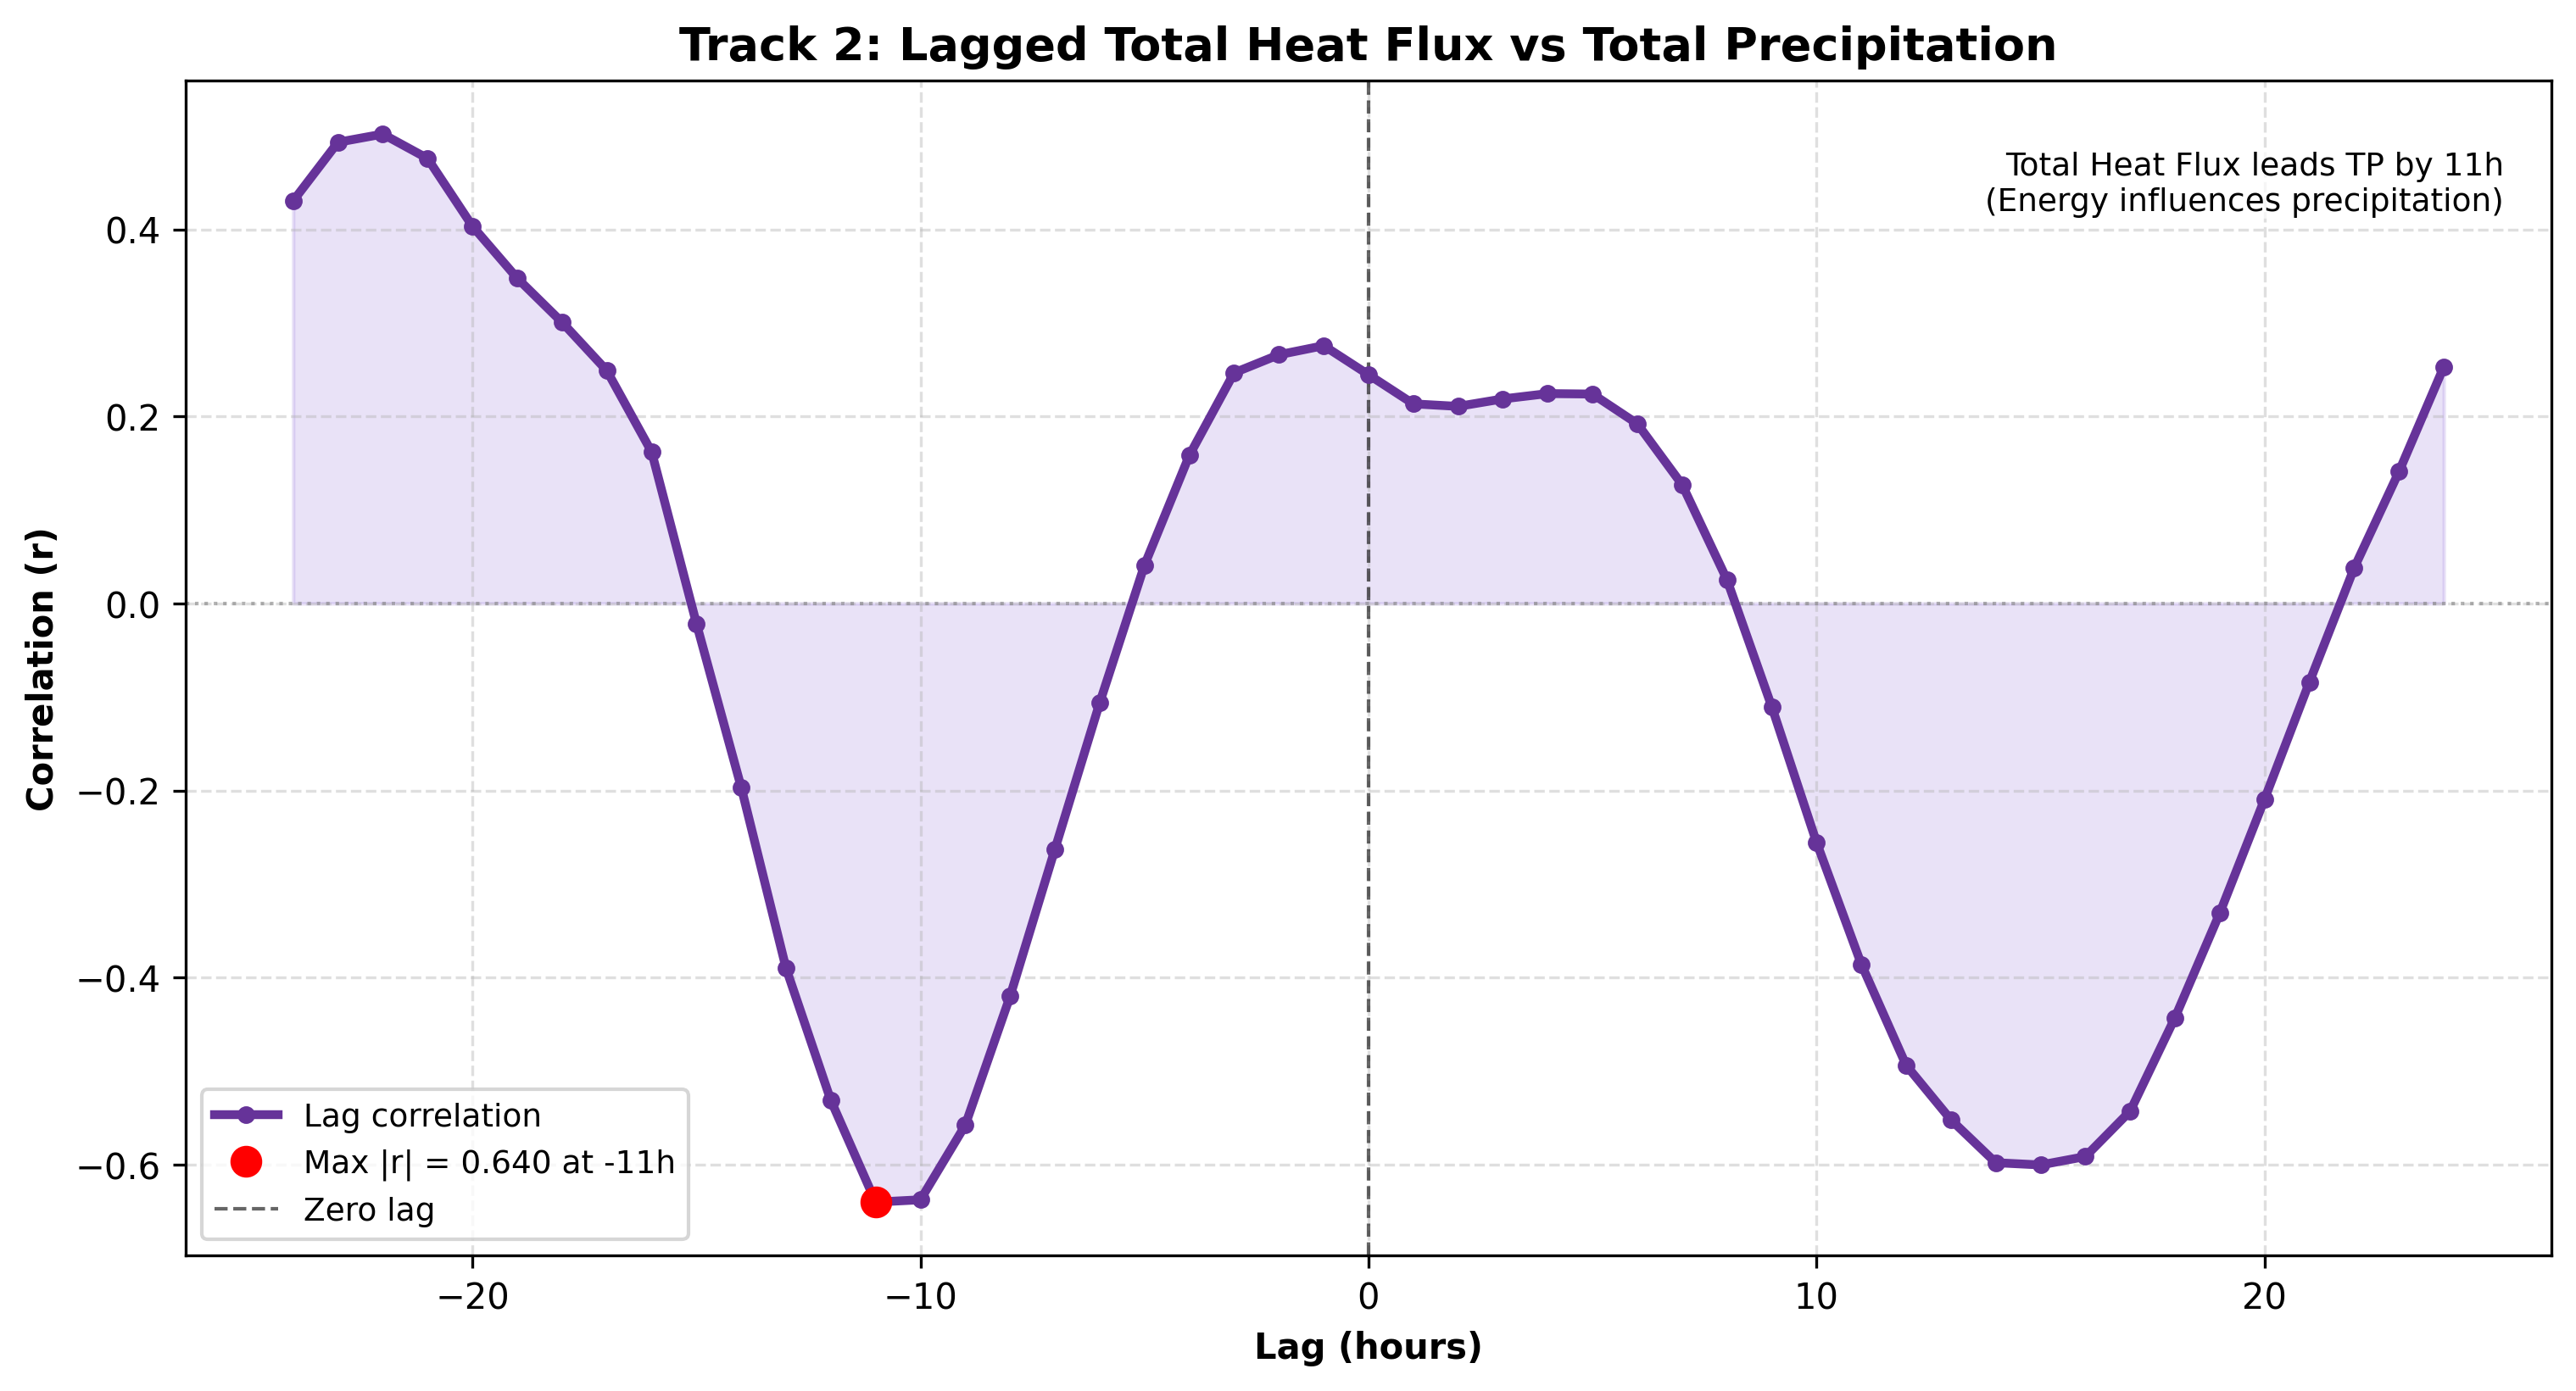 Track 2: Lagged Total Heat Flux vs Total Precipitation
Total Heat Flux leads TP by 11h
(Energy influences precipitation)
Correlation (r)
0.4
0.2
0.0
−0.2
−0.4
−0.6
Lag correlation
Max |r| = 0.640 at -11h
Zero lag
−20
−10
0
10
20
Lag (hours)